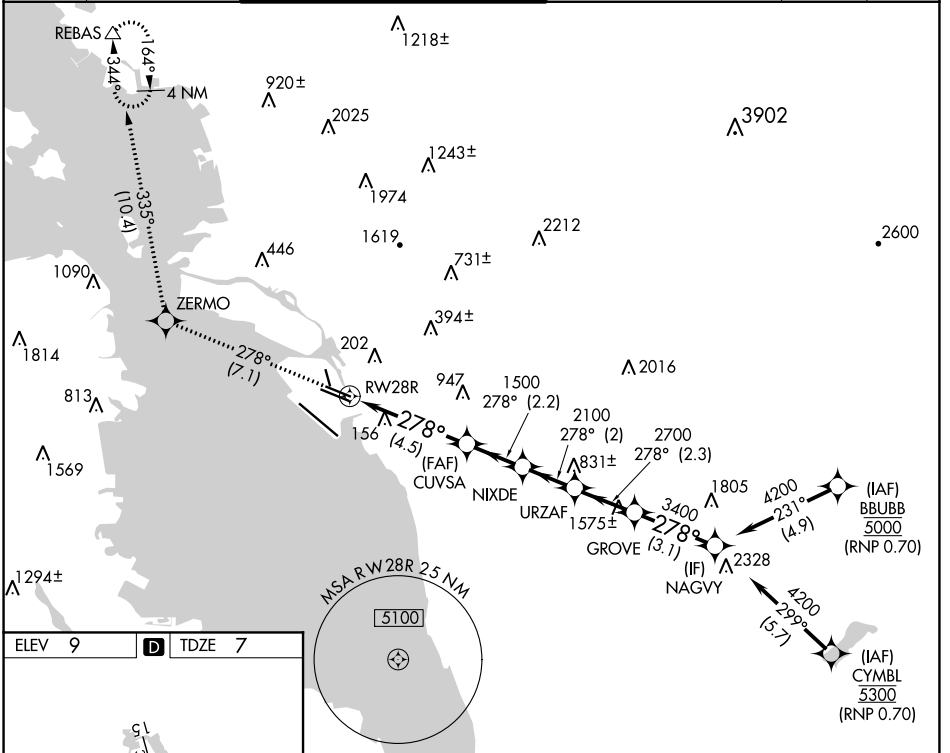 REBAS
344°
164°
4 NM
1218±
920±
2025
3902
1243±
1974
335°
(10.4)
1619
2212
2600
446
731±
1090
ZERMO
394±
1814
278°
(7.1)
202
RW28R
2016
947
1500
278° (2.2)
813
2100
278° (2)
156
278°
(4.5)
2700
278° (2.3)
(FAF)
CUVSA
831±
1569
NIXDE
1805
4200
231°
(4.9)
(IAF)
BBUBB
5000
(RNP 0.70)
URZAF
1575±
3400
278°
(3.1)
GROVE
(IF)
NAGVY
2328
1294±
MSA RW28R 25 NM
5100
4200
299°
(5.7)
(IAF)
CYMBL
5300
(RNP 0.70)
ELEV 9
D
TDZE 7
15